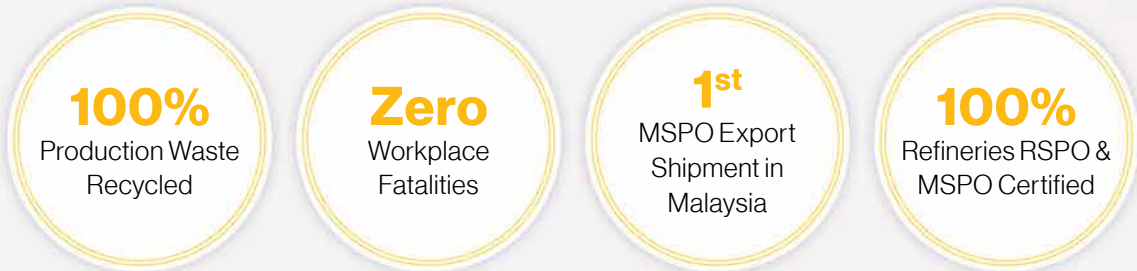 100%
Production Waste
Recycled
Zero
Workplace
Fatalities
1st
MSPO Export
Shipment in
Malaysia
100%
Refineries RSPO &
MSPO Certified